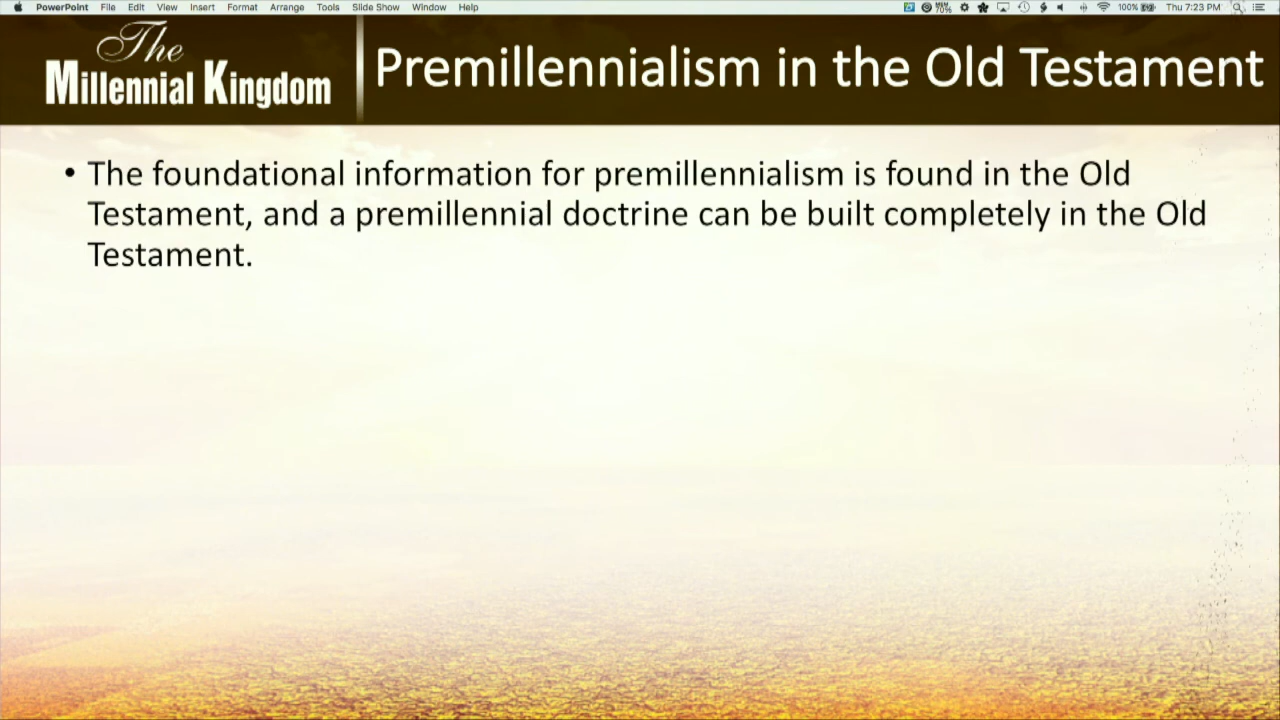 PowerPoint File Edit View Insert Format Arrange Tools Slide Show Window Help 100% Thu 7:23 PM
The
Millennial Kingdom
Premillennialism in the Old Testament
• The foundational information for premillennialism is found in the Old
Testament, and a premillennial doctrine can be built completely in the Old
Testament.